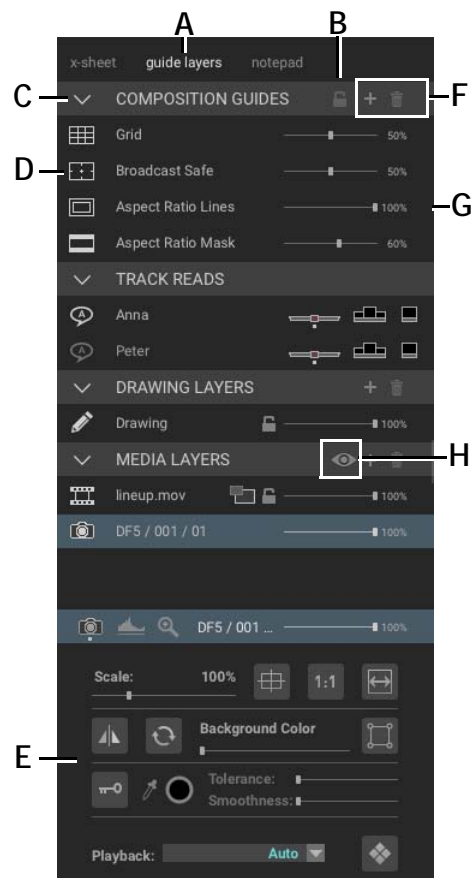 A
B
x-sheet guide layers notepad
C COMPOSITION GUIDES + F
Grid 50%
D Broadcast Safe 50%
Aspect Ratio Lines 100% G
Aspect Ratio Mask 60%
TRACK READS
A Anna
A Peter
DRAWING LAYERS +
Drawing 100%
MEDIA LAYERS + H
lineup.mov 100%
DF5 / 001 / 01 100%
DF5 / 001 ... 100%
Scale: 100% 1:1
Background Color
E
Tolerance:
Smoothness:
Playback: Auto